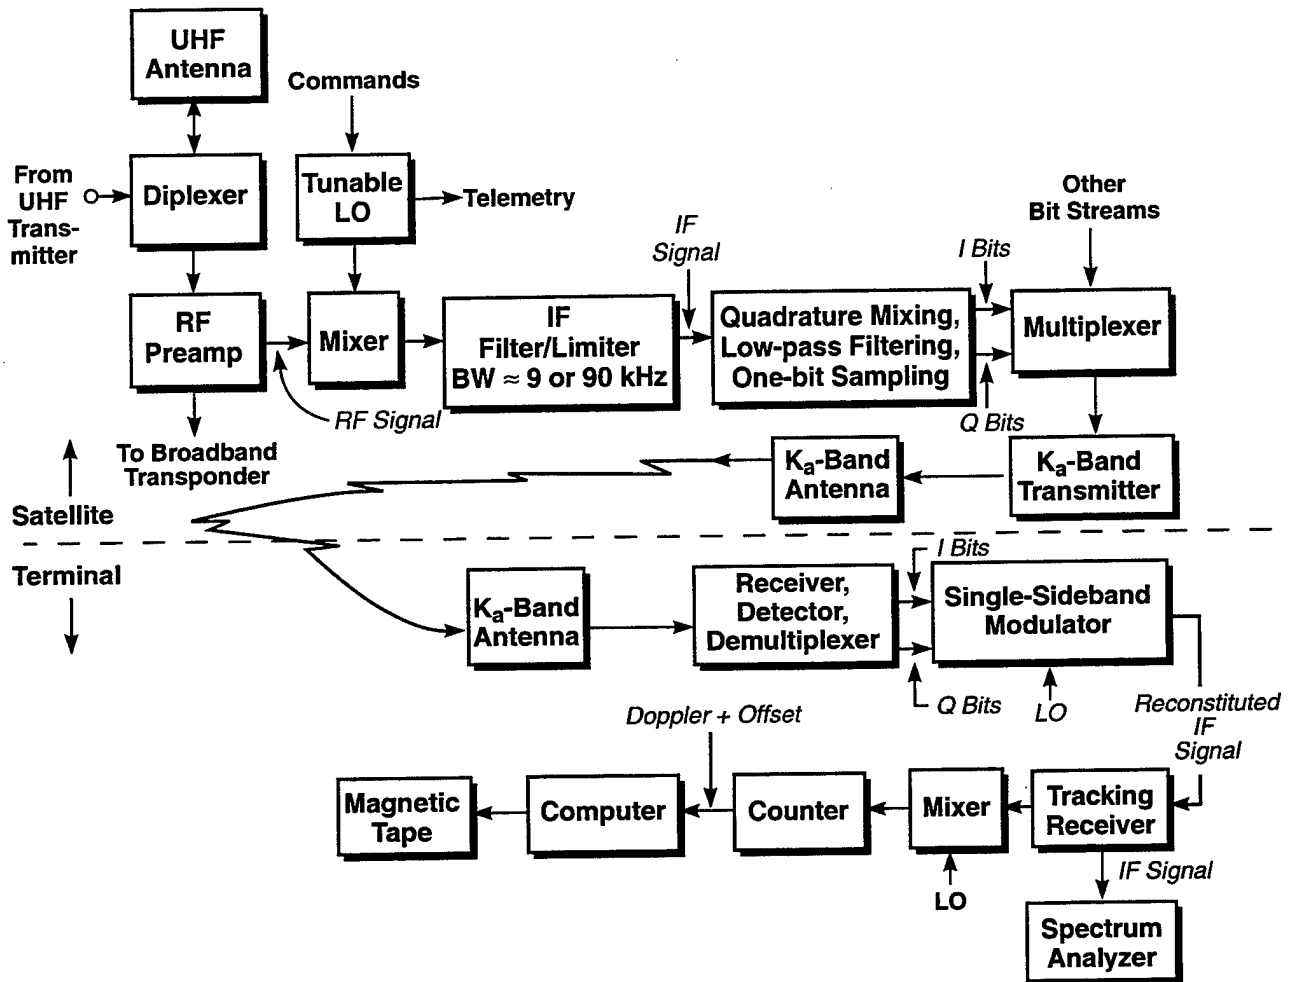 UHF
Antenna
Commands
From
UHF
Trans-
mitter
Diplexer
Tunable
LO
Telemetry
Other
Bit Streams
IF
Signal
I Bits
RF
Preamp
Mixer
IF
Filter/Limiter
BW ≈ 9 or 90 kHz
Quadrature Mixing,
Low-pass Filtering,
One-bit Sampling
Multiplexer
RF Signal
Q Bits
To Broadband
Transponder
Ka-Band
Antenna
Ka-Band
Transmitter
Satellite
Terminal
I Bits
Ka-Band
Antenna
Receiver,
Detector,
Demultiplexer
Single-Sideband
Modulator
Q Bits
LO
Reconstituted
IF
Signal
Doppler + Offset
Magnetic
Tape
Computer
Counter
Mixer
Tracking
Receiver
LO
IF Signal
Spectrum
Analyzer